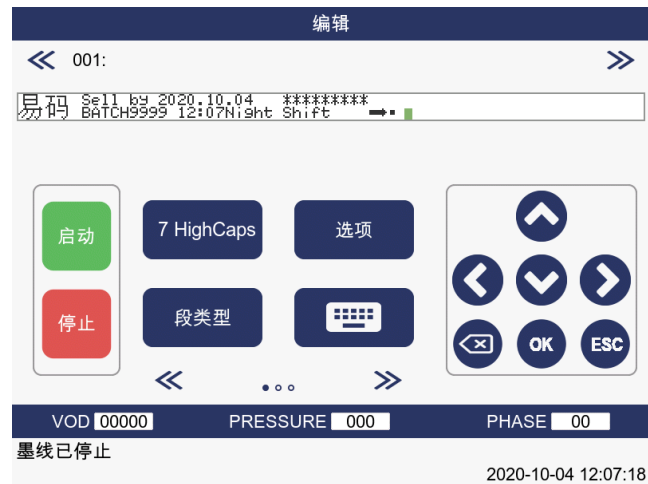 编辑
001:
易码 Sell by 2020.10.04 *********
BATCH9999 12:07Night Shift
启动
7 HighCaps
选项
停止
段类型
OK
ESC
VOD 00000 PRESSURE 000 PHASE 00
墨线已停止
2020-10-04 12:07:18